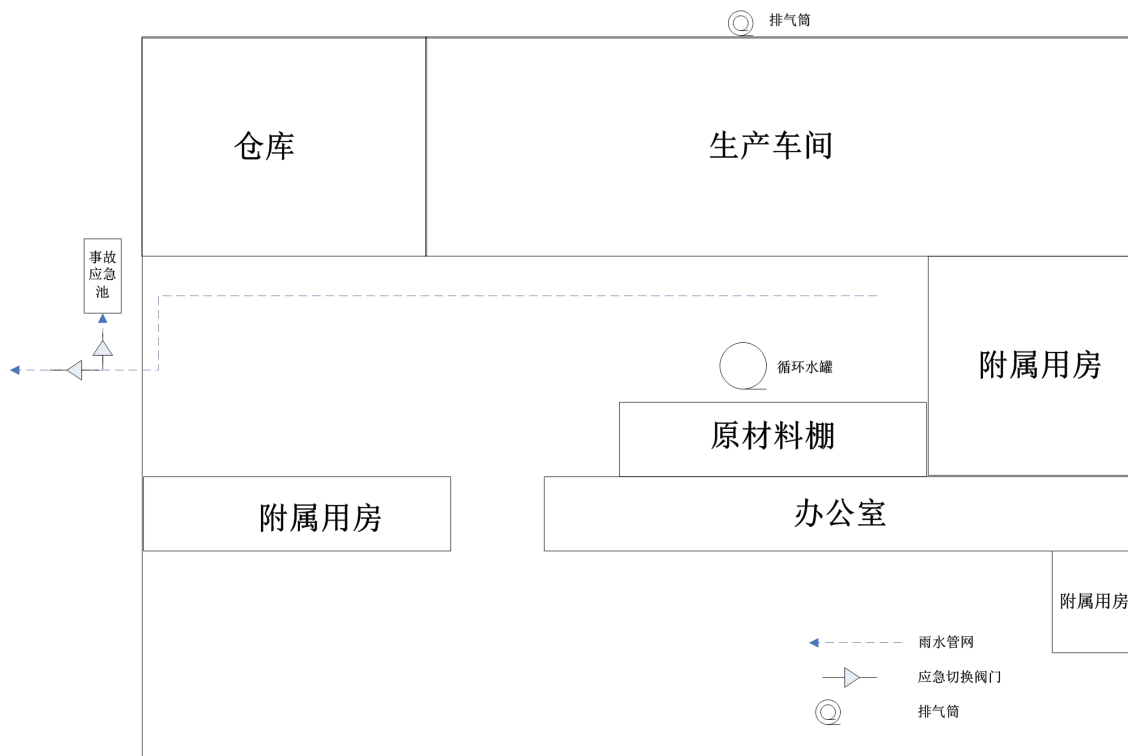 排气筒
仓库
生产车间
事故
应急
池
附属用房
循环水罐
原材料棚
附属用房
办公室
附属用房
雨水管网
应急切换阀门
排气筒